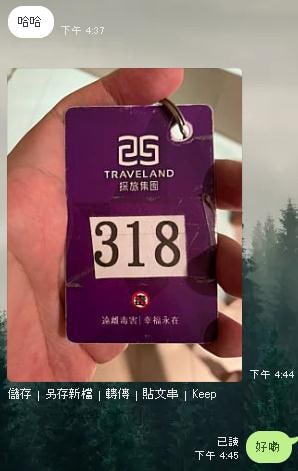 哈哈
下午 4:37
TRAVELAND
探旅集團
318
遠離毒害│幸福永在
下午 4:44
儲存 | 另存新檔 | 轉傳 | 貼文串 | Keep
已讀
下午 4:45
好喲